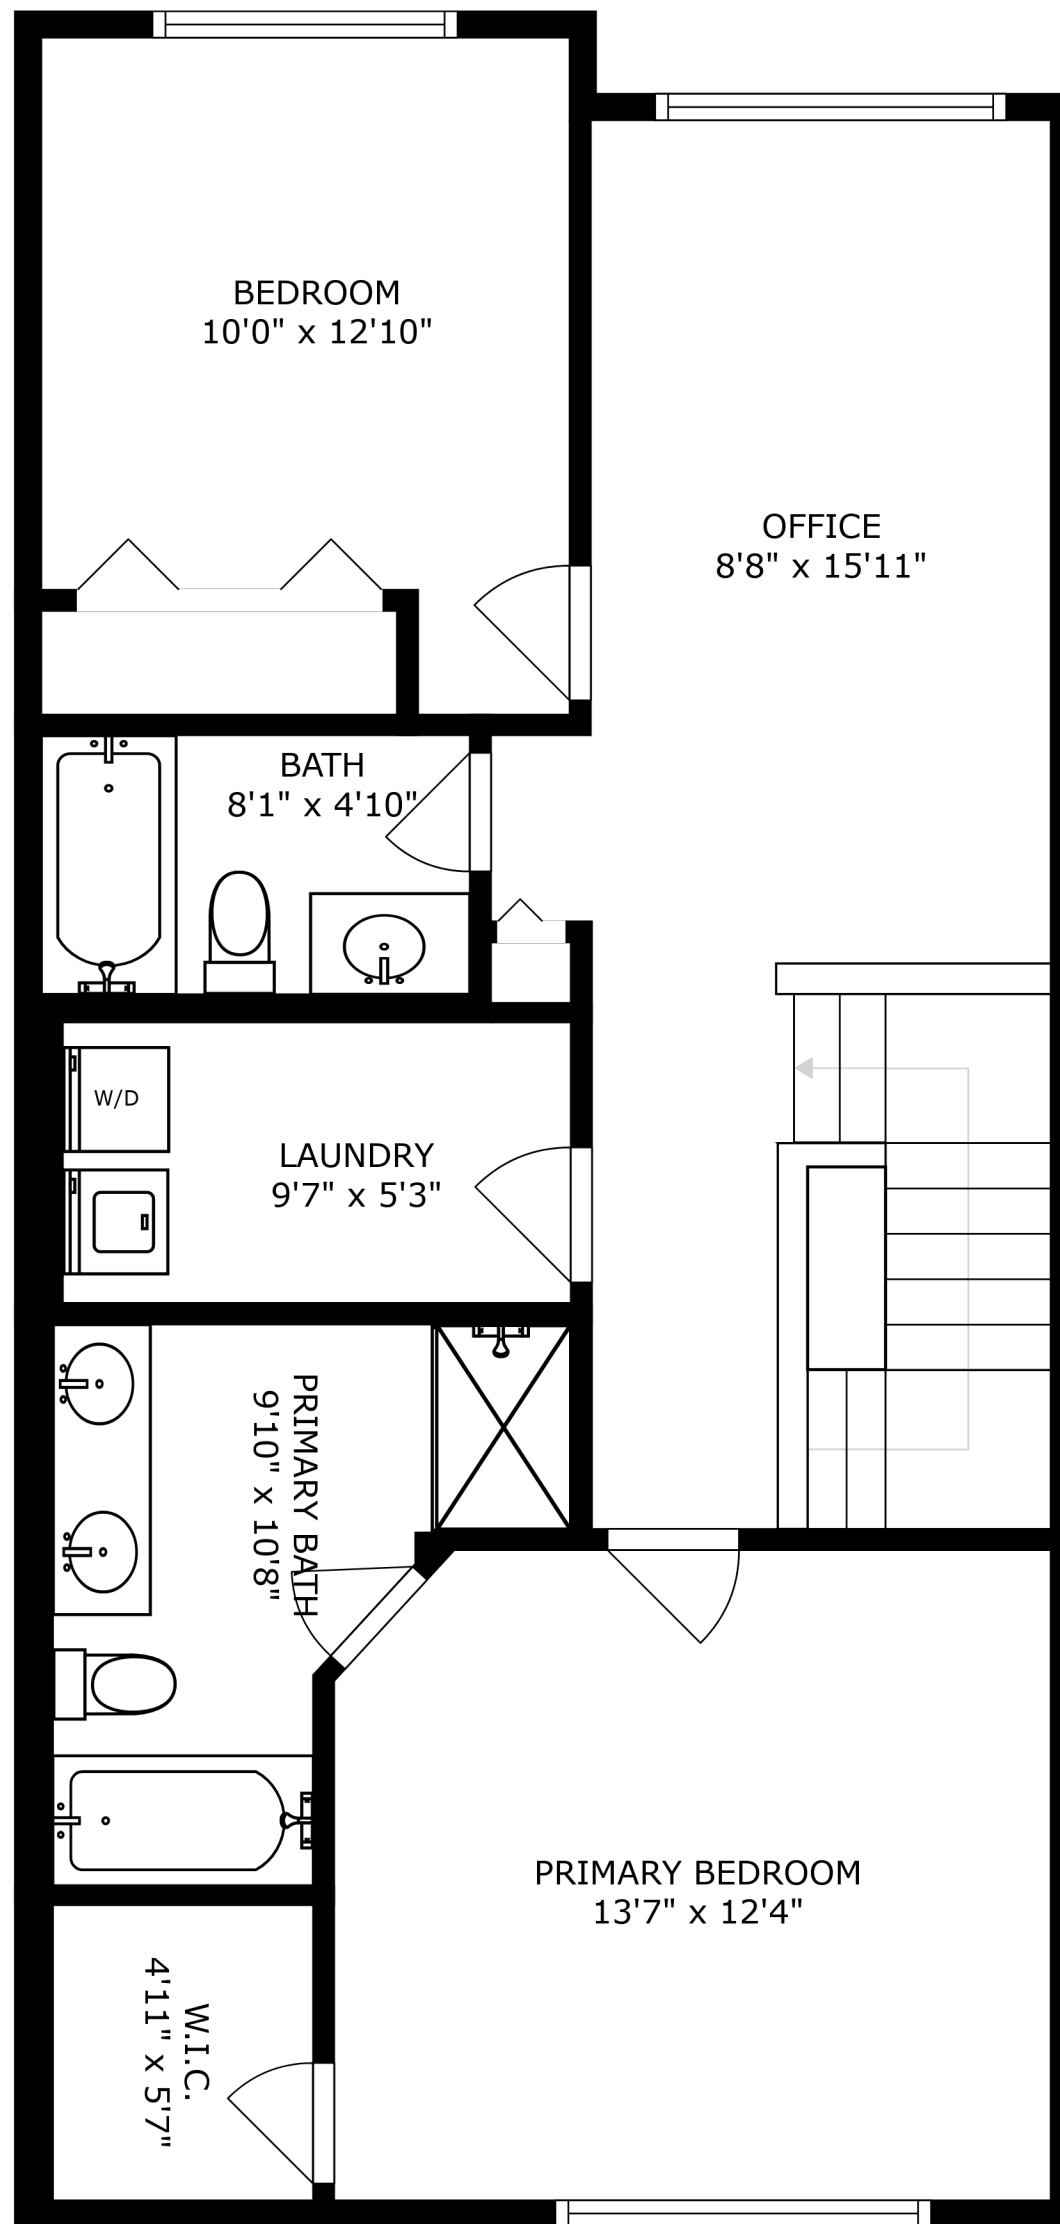 BEDROOM
10'0" x 12'10"
OFFICE
8'8" x 15'11"
BATH
8'1" x 4'10"
W/D
LAUNDRY
9'7" x 5'3"
PRIMARY BATH
9'10" x 10'8"
PRIMARY BEDROOM
13'7" x 12'4"
W.I.C.
4'11" x 5'7"